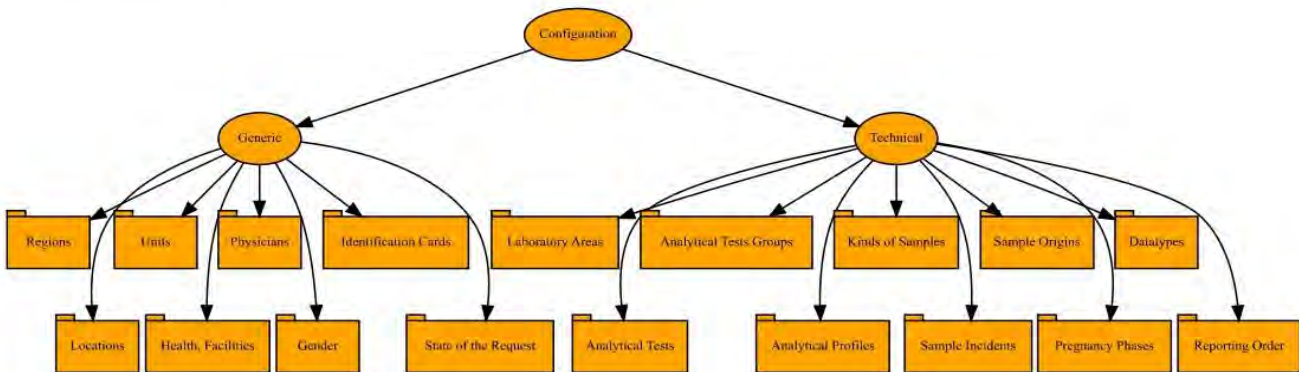 Configuration
Generic
Technical
Regions
Units
Physicians
Identification Cards
Laboratory Areas
Analytical Tests Groups
Kinds of Samples
Sample Origins
Datatypes
Locations
Health, Facilities
Gender
State of the Request
Analytical Tests
Analytical Profiles
Sample Incidents
Pregnancy Phases
Reporting Order